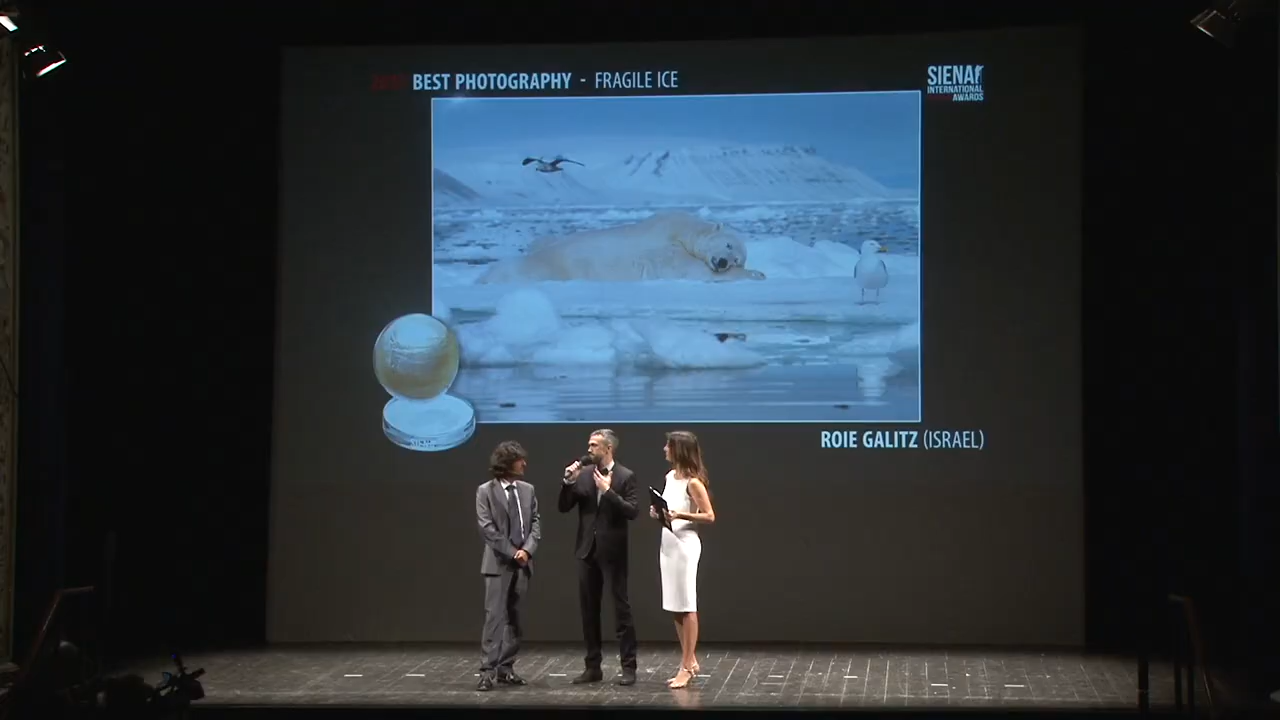 BEST PHOTOGRAPHY - FRAGILE ICE
SIENA
INTERNATIONAL
AWARDS
ROIE GALITZ (ISRAEL)